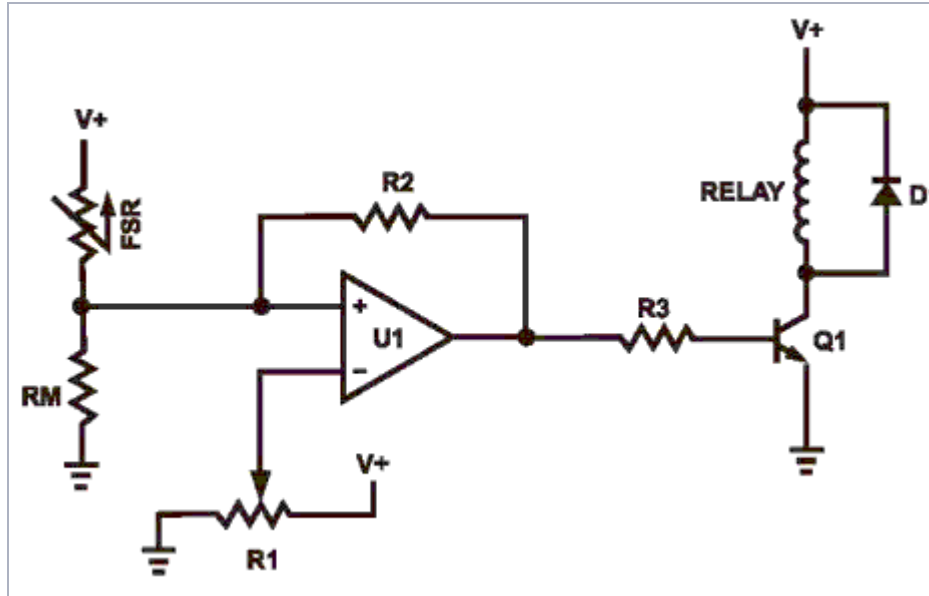 V+
V+
R2
FSR
RELAY
D
+
U1
R3
Q1
−
RM
V+
R1